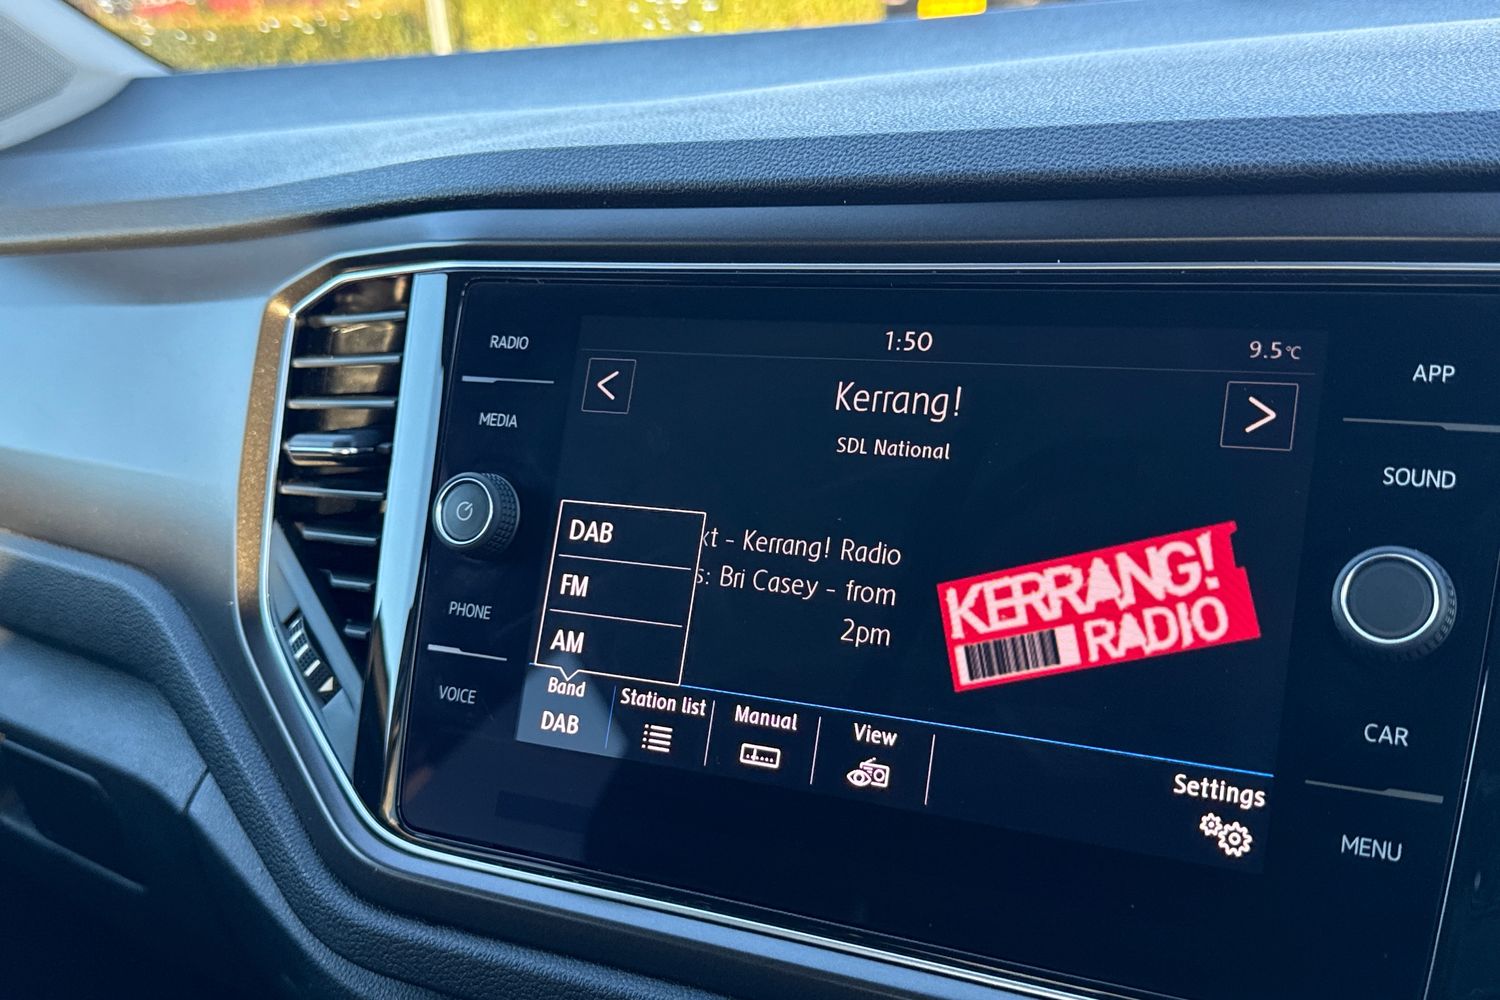 RADIO
MEDIA
PHONE
VOICE
1:50
9.5°C
<
Kerrang!
>
SDL National
DAB
FM
AM
- Kerrang! Radio
: Bri Casey - from
2pm
KERRANG!
RADIO
Band
DAB
Station list
Manual
View
Settings
APP
SOUND
CAR
MENU